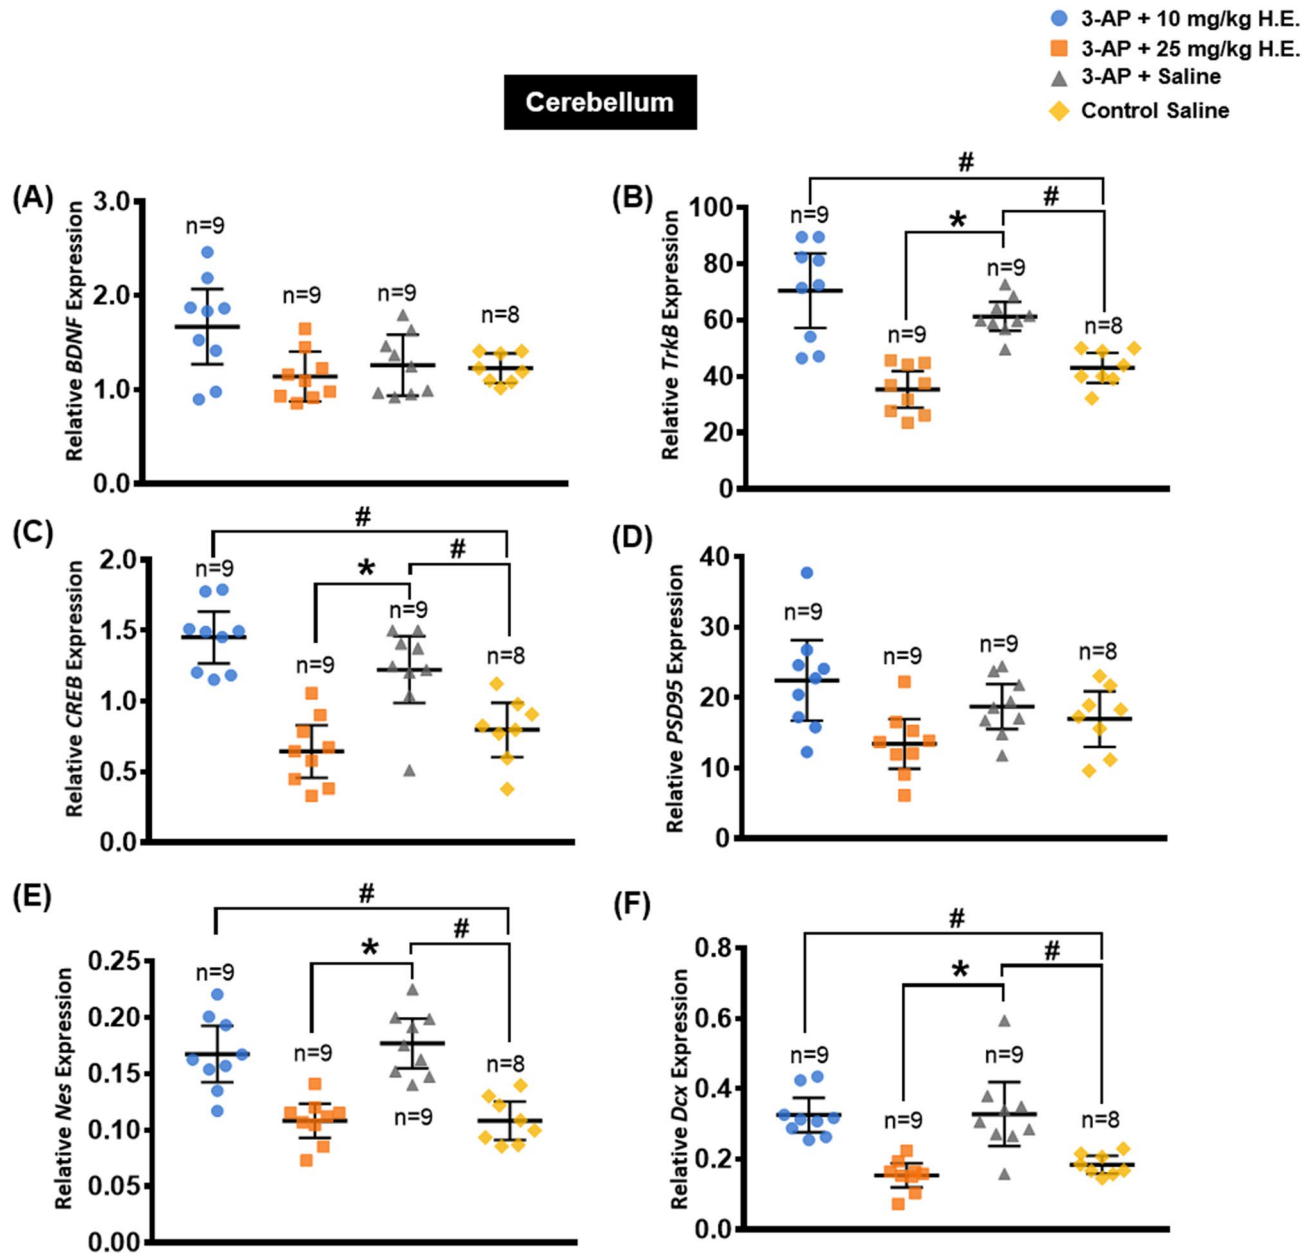 3-AP + 10 mg/kg H.E.
3-AP + 25 mg/kg H.E.
3-AP + Saline
Control Saline
Cerebellum
(A)
Relative BDNF Expression
3.0
2.0
1.0
0.0
n=9
n=9
n=9
n=8
(B)
Relative TrkB Expression
100
80
60
40
20
0
#
#
*
n=9
n=9
n=9
n=8
(C)
Relative CREB Expression
2.0
1.5
1.0
0.5
0.0
#
#
*
n=9
n=9
n=9
n=8
(D)
Relative PSD95 Expression
40
30
20
10
0
n=9
n=9
n=9
n=8
(E)
Relative Nes Expression
0.25
0.20
0.15
0.10
0.05
0.00
#
#
*
n=9
n=9
n=9
n=8
(F)
Relative Dcx Expression
0.8
0.6
0.4
0.2
0.0
#
#
*
n=9
n=9
n=9
n=8